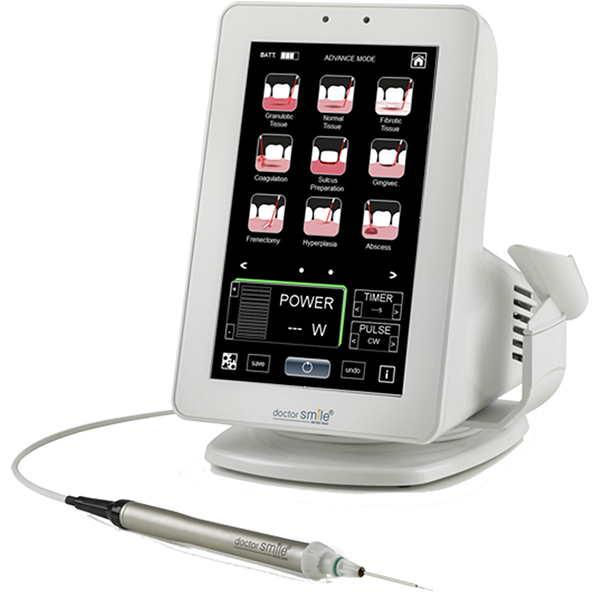 BATT.
ADVANCE MODE
Granulotic
Tissue
Normal
Tissue
Fibrotic
Tissue
Coagulation
Sulcus
Preparation
Gingivec.
Frenectomy
Hyperplasia
Abscess
< >
+
-
POWER
--- W
TIMER
< ---s >
PULSE
< CW >
save
undo
i
doctor smile®
doctor smile®